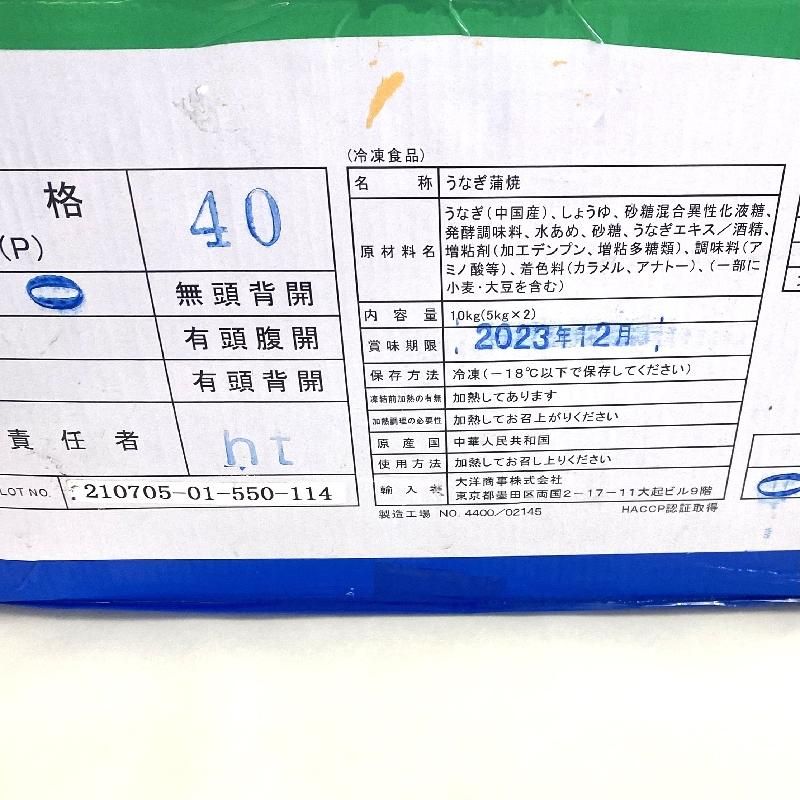 格
(P)
40
無頭背開
有頭腹開
有頭背開
責任者
nt
LOT NO.
210705-01-550-114
(冷凍食品)
名 称 うなぎ蒲焼
原材料名
うなぎ(中国産)、しょうゆ、砂糖混合異性化液糖、
発酵調味料、水あめ、砂糖、うなぎエキス/酒精、
増粘剤(加工デンプン、増粘多糖類)、調味料(ア
ミノ酸等)、着色料(カラメル、アナトー)、(一部に
小麦・大豆を含む)
内容量 10kg(5kg×2)
賞味期限 2023年12月
保存方法 冷凍(-18℃以下で保存してください)
凍結前加熱の有無 加熱してあります
加熱調理の必要性 加熱してお召上がりください
原産国 中華人民共和国
使用方法 加熱してお召し上りください
輸入者 大洋商事株式会社
東京都墨田区両国2-17-11大起ビル9階
製造工場 NO. 4400/02145 HACCP認証取得